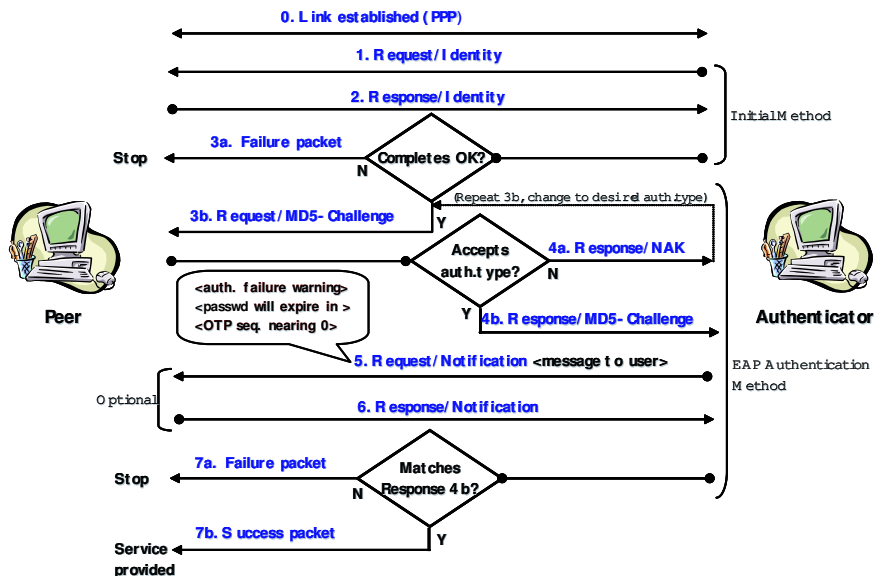 0. Link established (PPP)
1. Request/Identity
2. Response/Identity
InitialMethod
3a. Failure packet
Stop
Completes OK?
N
(Repeat 3b, change to desired auth.type)
3b. Request/MD5-Challenge
Y
Accepts
auth.type?
4a. Response/NAK
N
<auth. failure warning>
<passwd will expire in >
<OTP seq. nearing 0>
Peer
Authenticator
Y
4b. Response/MD5-Challenge
5. Request/Notification <message to user>
EAP Authentication
Method
Optional
6. Response/Notification
7a. Failure packet
Stop
Matches
Response 4b?
N
7b. Success packet
Y
Service
provided